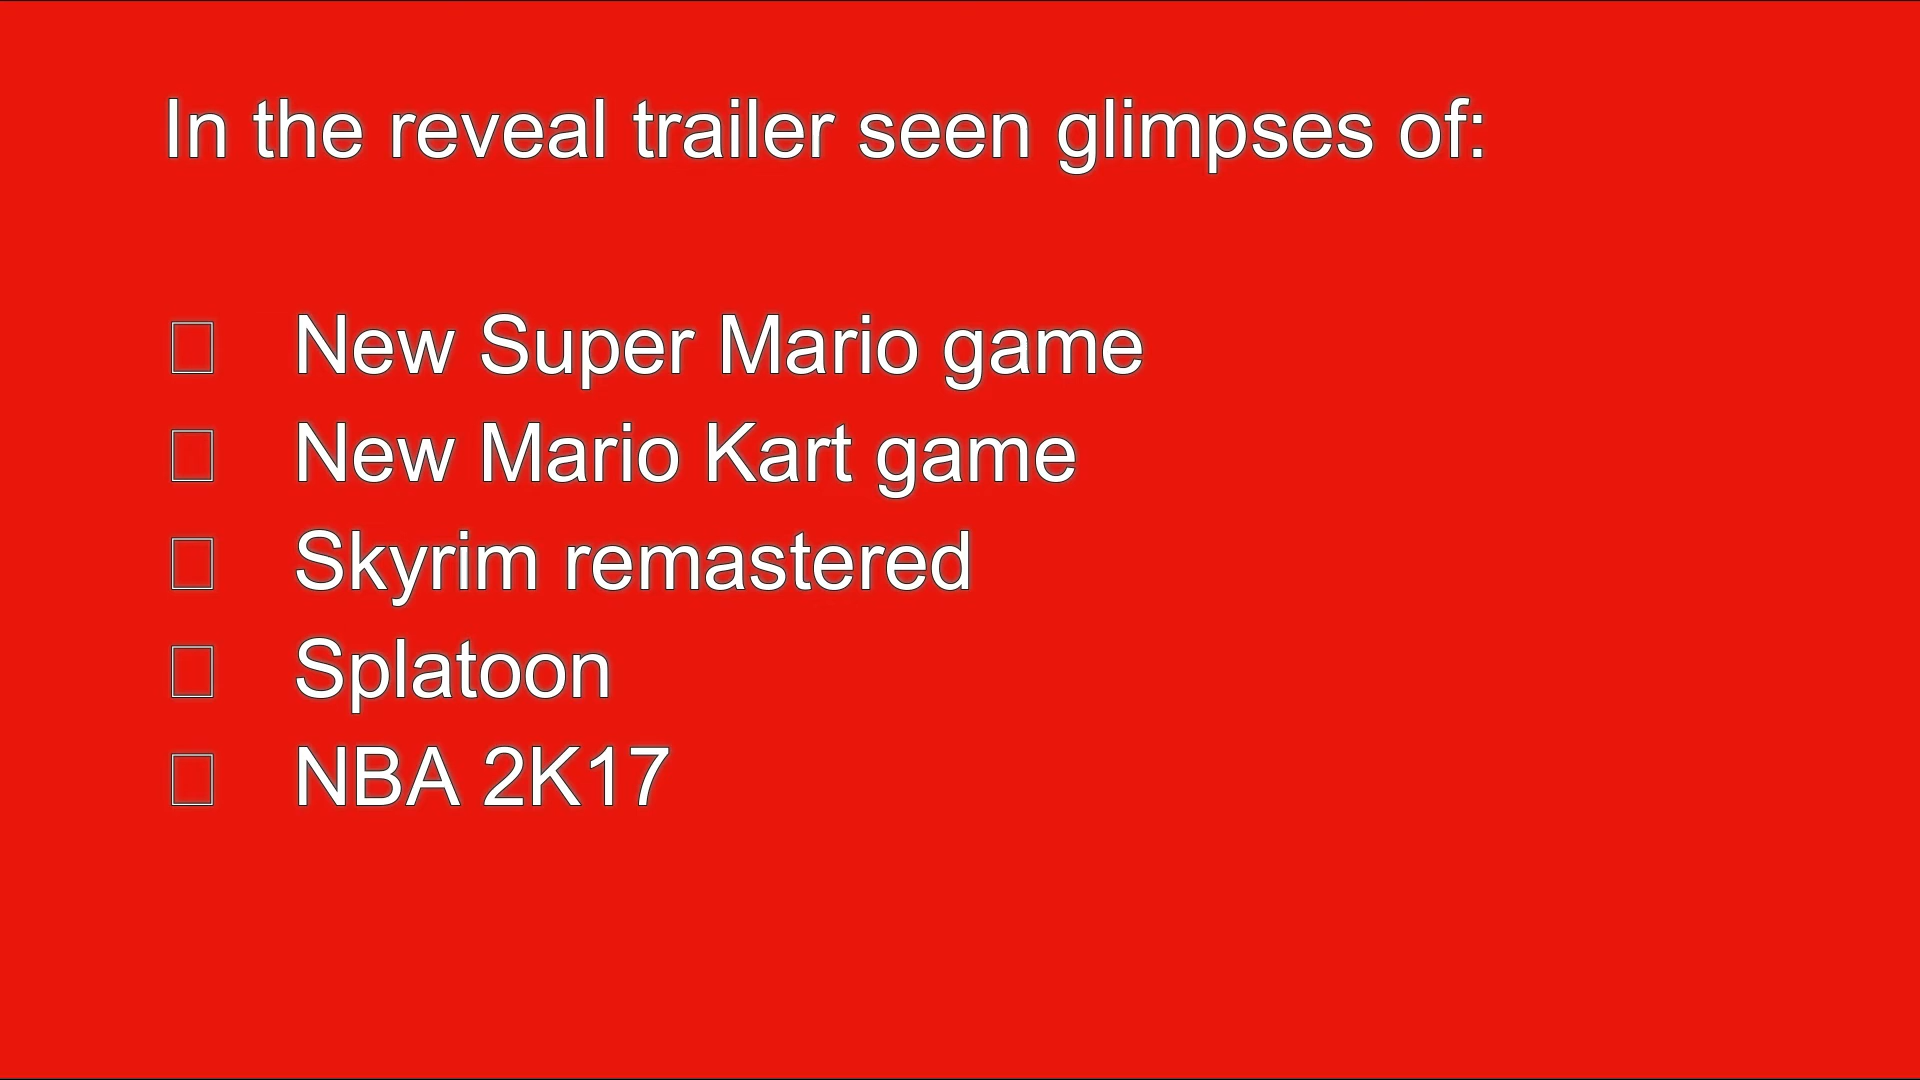 In the reveal trailer seen glimpses of:
□ New Super Mario game
□ New Mario Kart game
□ Skyrim remastered
□ Splatoon
□ NBA 2K17